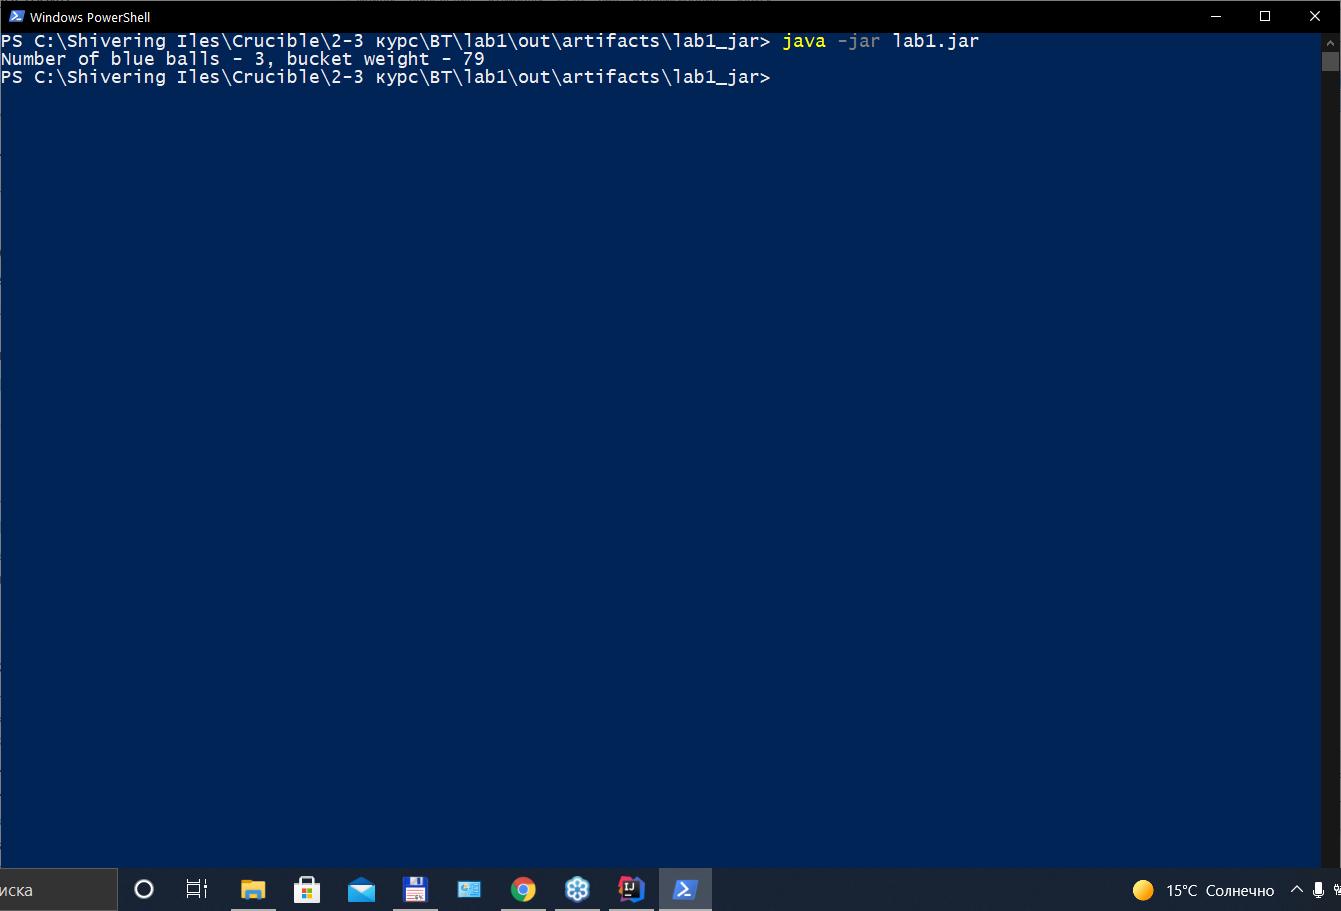 Windows PowerShell
PS C:\Shivering Iles\Crucible\2-3 курс\ВТ\lab1\out\artifacts\lab1_jar> java -jar lab1.jar
Number of blue balls - 3, bucket weight - 79
PS C:\Shivering Iles\Crucible\2-3 курс\ВТ\lab1\out\artifacts\lab1_jar>
иска
15°C Солнечно